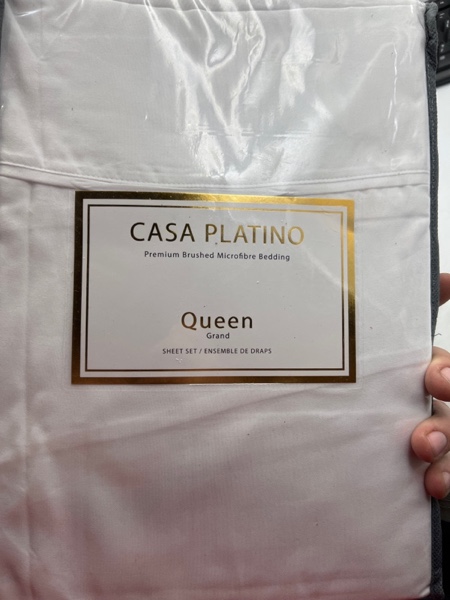 CASA PLATINO
Premium Brushed Microfibre Bedding
Queen
Grand
SHEET SET / ENSEMBLE DE DRAPS